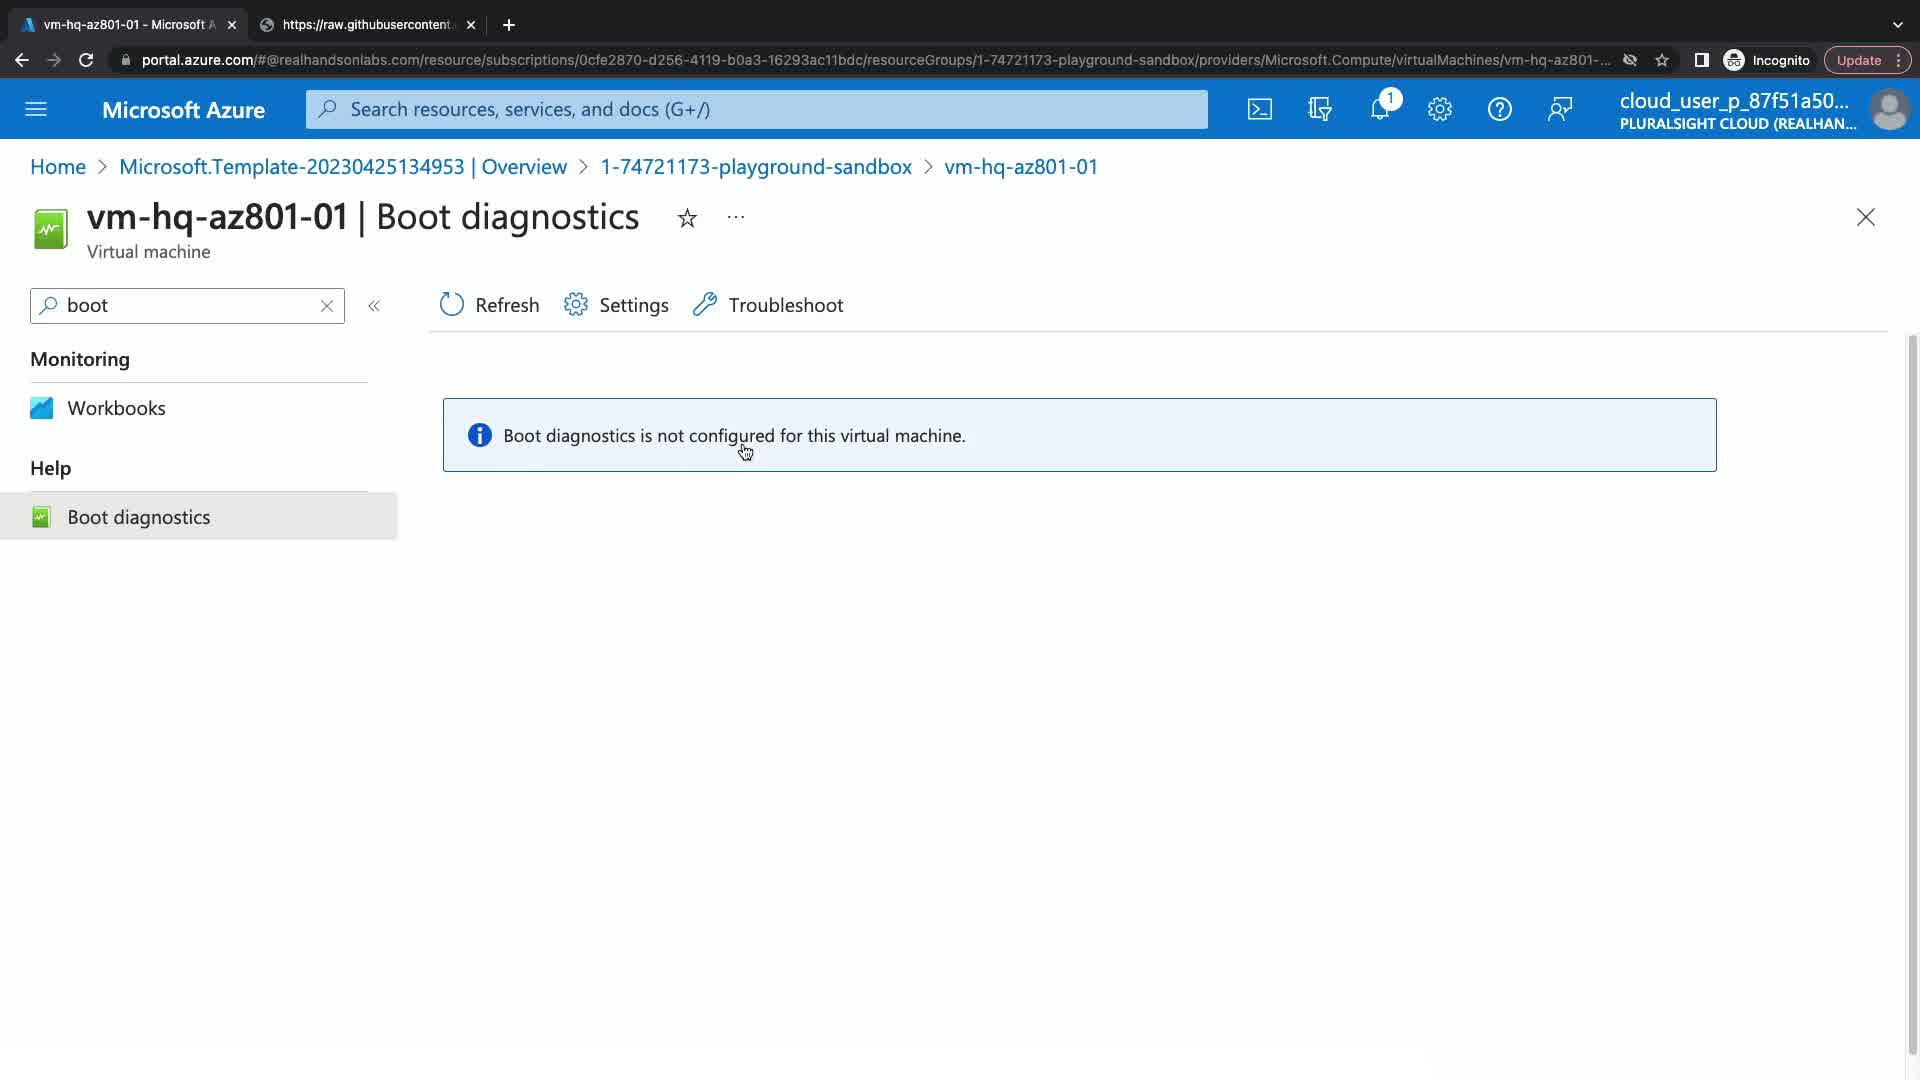 vm-hq-az801-01 - Microsoft A
https://raw.githubusercontent.
portal.azure.com/#@realhandsonlabs.com/resource/subscriptions/0cfe2870-d256-4119-b0a3-16293ac11bdc/resourceGroups/1-74721173-playground-sandbox/providers/Microsoft.Compute/virtualMachines/vm-hq-az801-...
Incognito
Update
Microsoft Azure
Search resources, services, and docs (G+/)
1
cloud_user_p_87f51a50...
PLURALSIGHT CLOUD (REALHAN...
Home > Microsoft.Template-20230425134953 | Overview > 1-74721173-playground-sandbox > vm-hq-az801-01
vm-hq-az801-01 | Boot diagnostics
Virtual machine
boot
Refresh
Settings
Troubleshoot
Monitoring
Workbooks
Help
Boot diagnostics
Boot diagnostics is not configured for this virtual machine.